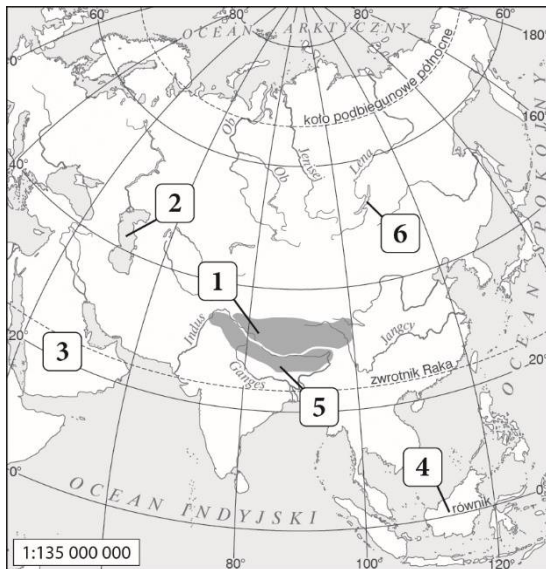 60° 60° 180°
OCEAN ARKTYCZNY
koło podbiegunowe północne
160°
Ob
Ob
Jenisej
Lena
40°
2
6
1
OCEAN SPOKOJNY
20°
Indus
Jangcy
3
zwrotnik Raka
Ganges
5
20°
4
0°
równik
0°
OCEAN INDYJSKI
1:135 000 000
60° 80° 100° 120°